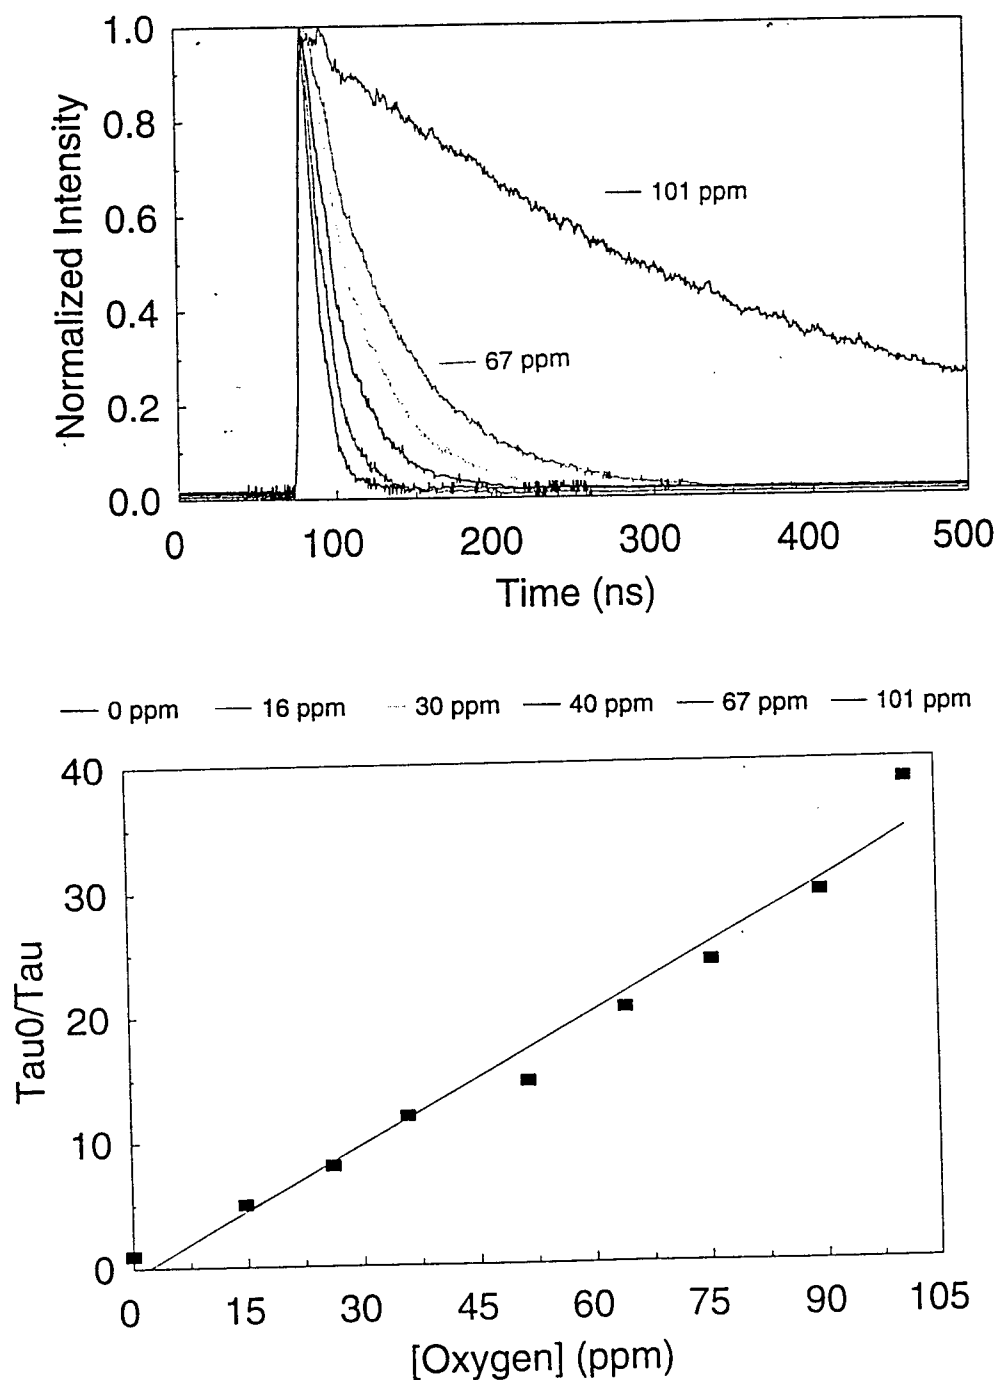 1.0
0.8
0.6
0.4
0.2
0.0
Normalized Intensity
101 ppm
67 ppm
0 100 200 300 400 500
Time (ns)
0 ppm 16 ppm 30 ppm 40 ppm 67 ppm 101 ppm
40
30
20
10
0
Tau0/Tau
0 15 30 45 60 75 90 105
[Oxygen] (ppm)